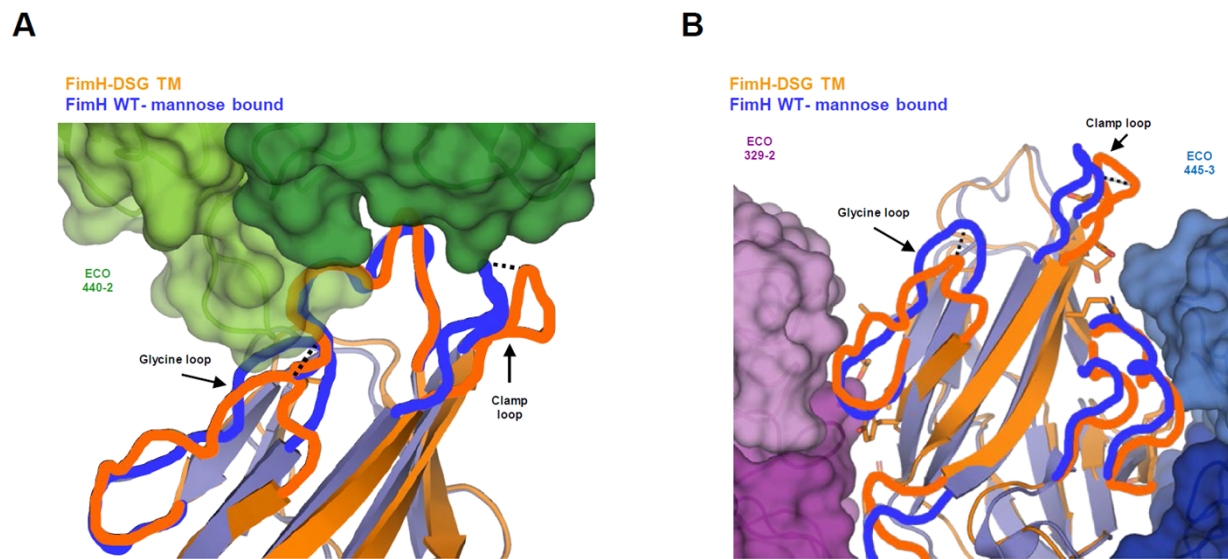 A
FimH-DSG TM
FimH WT- mannose bound
ECO
440-2
Glycine loop
Clamp
loop
B
FimH-DSG TM
FimH WT- mannose bound
Clamp loop
ECO
329-2
ECO
445-3
Glycine loop